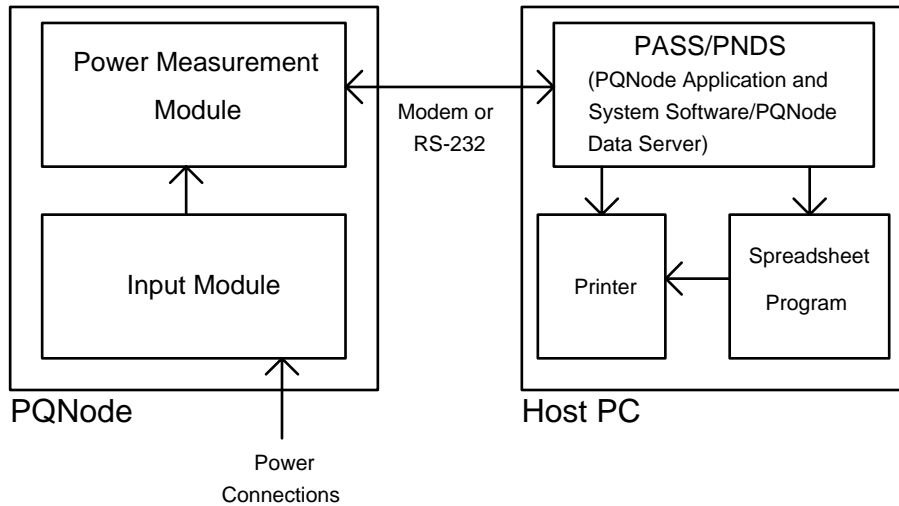 Power Measurement
Module
Input Module
PQNode
Power
Connections
Modem or
RS-232
PASS/PNDS
(PQNode Application and
System Software/PQNode
Data Server)
Printer
Spreadsheet
Program
Host PC